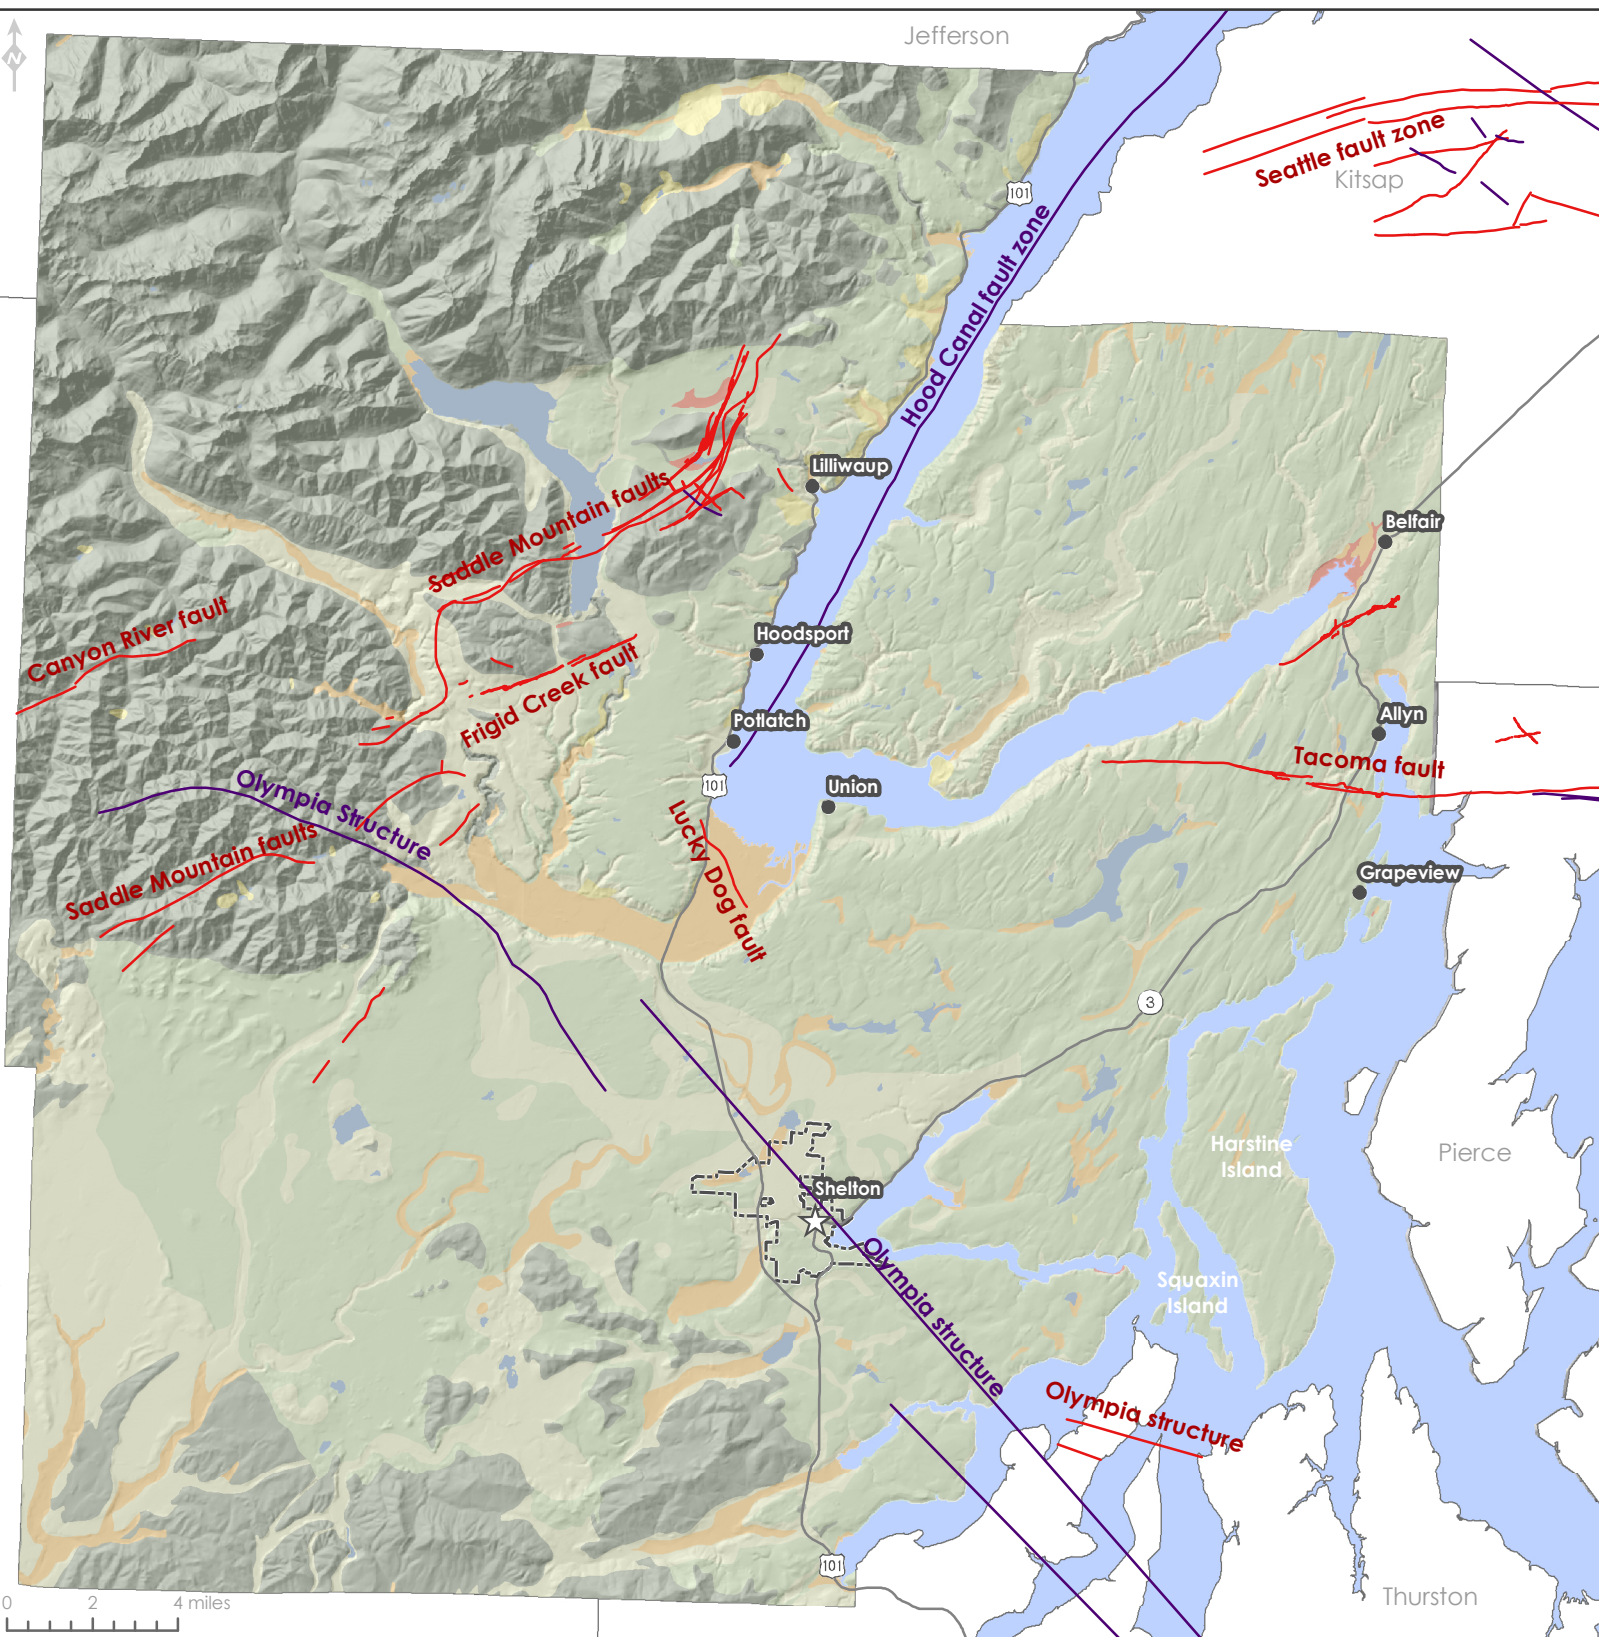 Jefferson
N
101
Seattle fault zone
Kitsap
Hood Canal fault zone
Lilliwaup
Saddle Mountain faults
Belfair
Canyon River fault
Hoodsport
Frigid Creek fault
Potlatch
Allyn
Tacoma fault
101
Union
Olympia Structure
Lucky Dog fault
Saddle Mountain faults
Grapeview
3
Harstine
Island
Pierce
Shelton
Olympia structure
Squaxin
Island
Olympia structure
101
Thurston
0 2 4 miles